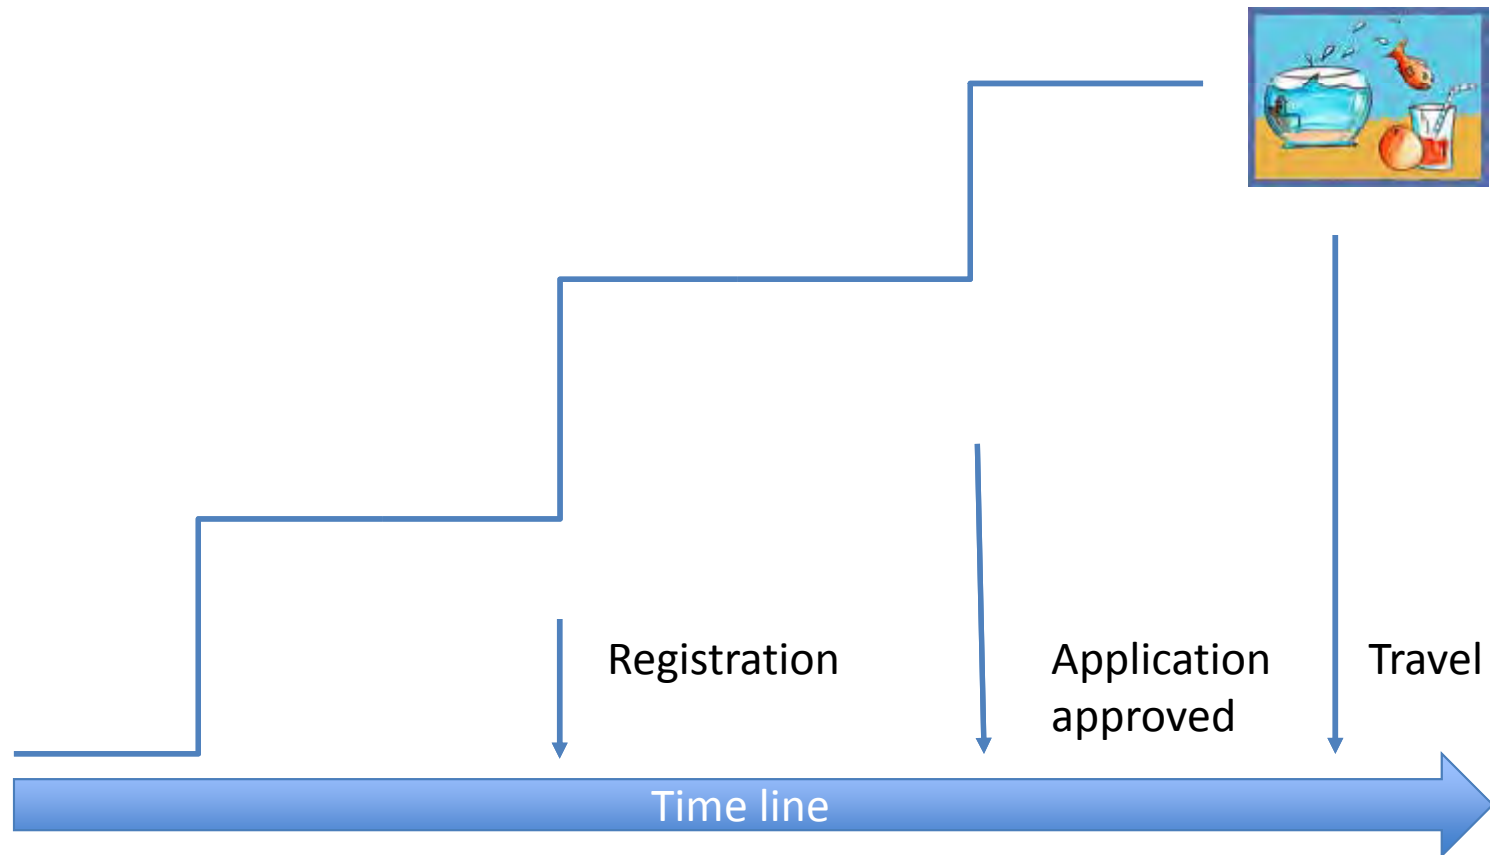 Registration
Application
approved
Travel
Time line